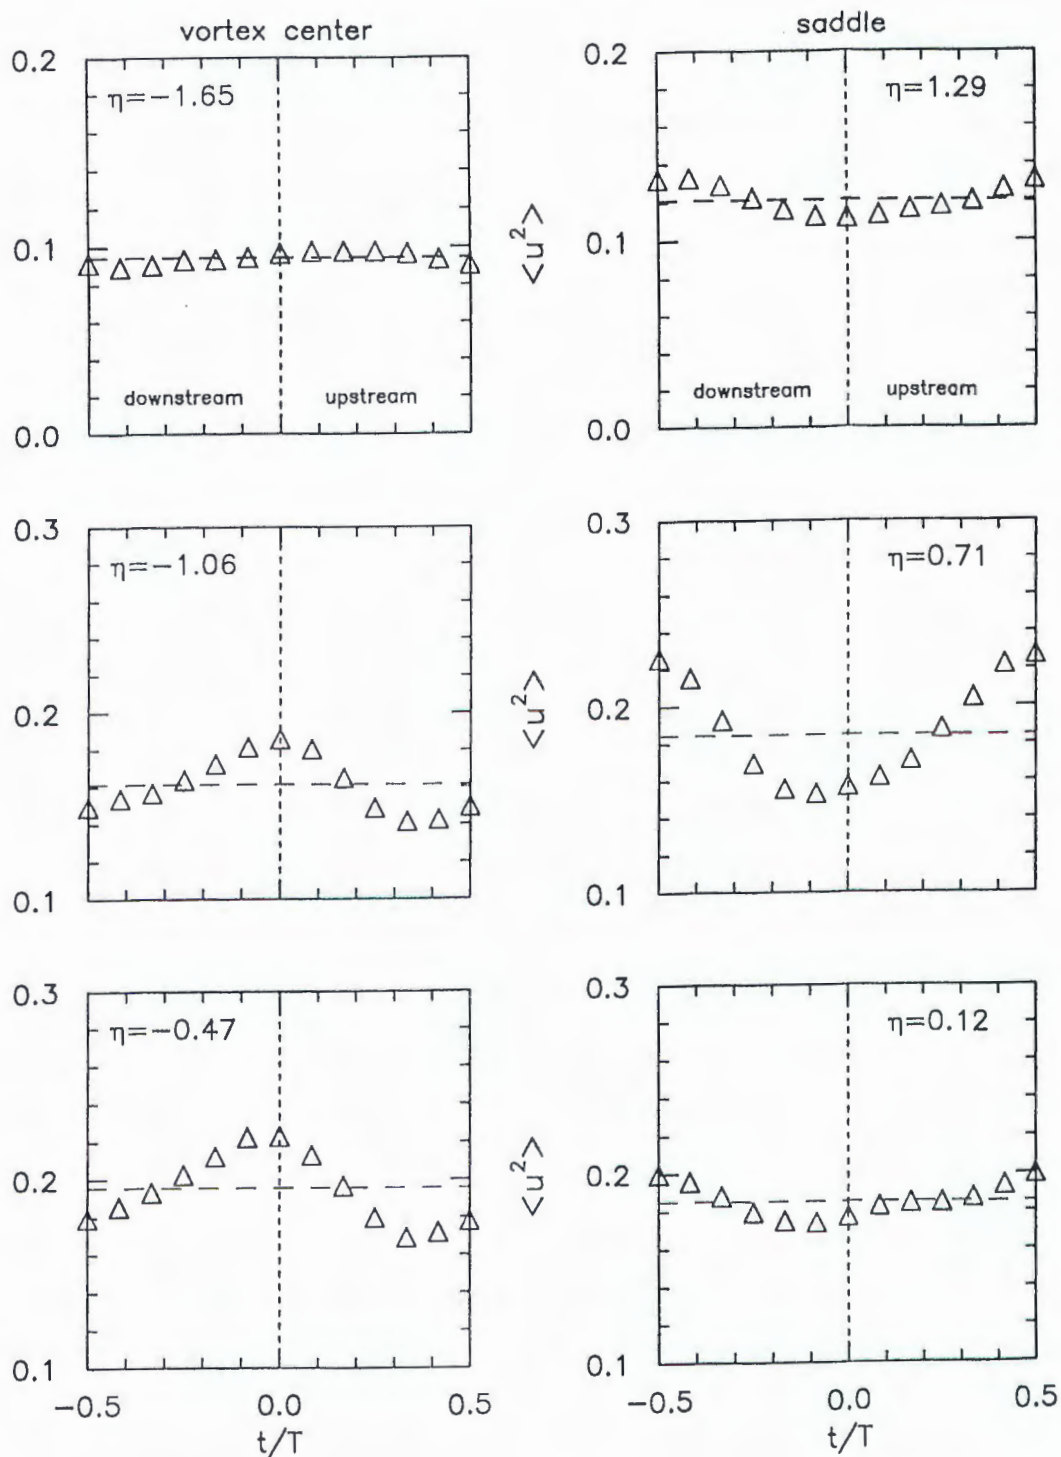 vortex center
saddle
0.2
η=−1.65
0.1
downstream upstream
0.0
<u²>
0.2
η=1.29
0.1
downstream upstream
0.0
0.3
η=−1.06
0.2
0.1
<u²>
0.3
η=0.71
0.2
0.1
0.3
η=−0.47
0.2
0.1
−0.5 0.0 0.5
t/T
<u²>
0.3
η=0.12
0.2
0.1
−0.5 0.0 0.5
t/T